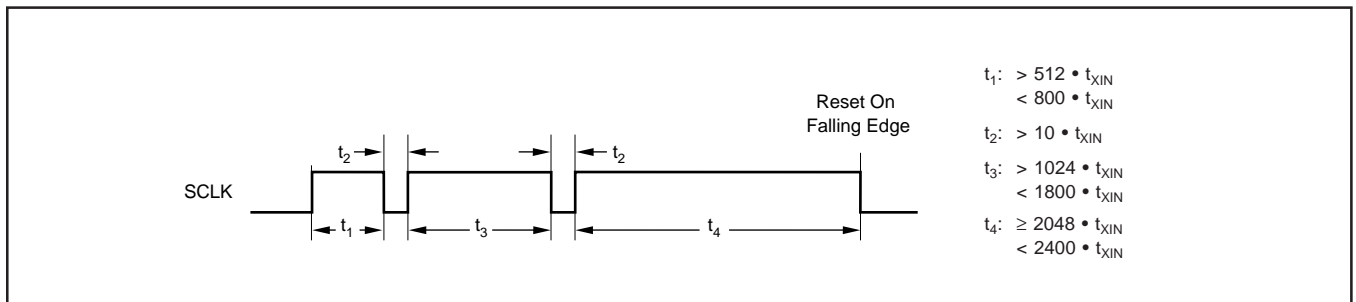 Reset On
Falling Edge
t₂
t₂
SCLK
t₁
t₃
t₄
t₁: > 512 • tXIN
< 800 • tXIN
t₂: > 10 • tXIN
t₃: > 1024 • tXIN
< 1800 • tXIN
t₄: ≥ 2048 • tXIN
< 2400 • tXIN